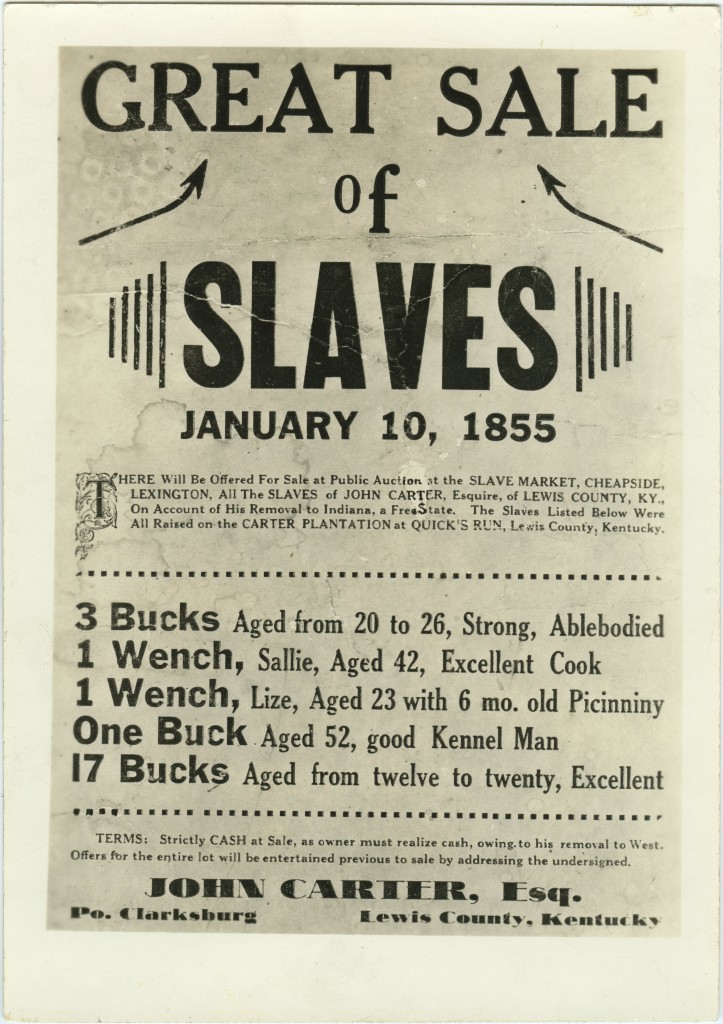 GREAT SALE
of
SLAVES
JANUARY 10, 1855
THERE Will Be Offered For Sale at Public Auction at the SLAVE MARKET, CHEAPSIDE,
LEXINGTON, All The SLAVES of JOHN CARTER, Esquire, of LEWIS COUNTY, KY.,
On Account of His Removal to Indiana, a Free State. The Slaves Listed Below Were
All Raised on the CARTER PLANTATION at QUICK'S RUN, Lewis County, Kentucky.
3 Bucks Aged from 20 to 26, Strong, Ablebodied
1 Wench, Sallie, Aged 42, Excellent Cook
1 Wench, Lize, Aged 23 with 6 mo. old Picinniny
One Buck Aged 52, good Kennel Man
17 Bucks Aged from twelve to twenty, Excellent
TERMS: Strictly CASH at Sale, as owner must realize cash, owing to his removal to West.
Offers for the entire lot will be entertained previous to sale by addressing the undersigned.
JOHN CARTER, Esq.
Po. Clarksburg Lewis County, Kentucky